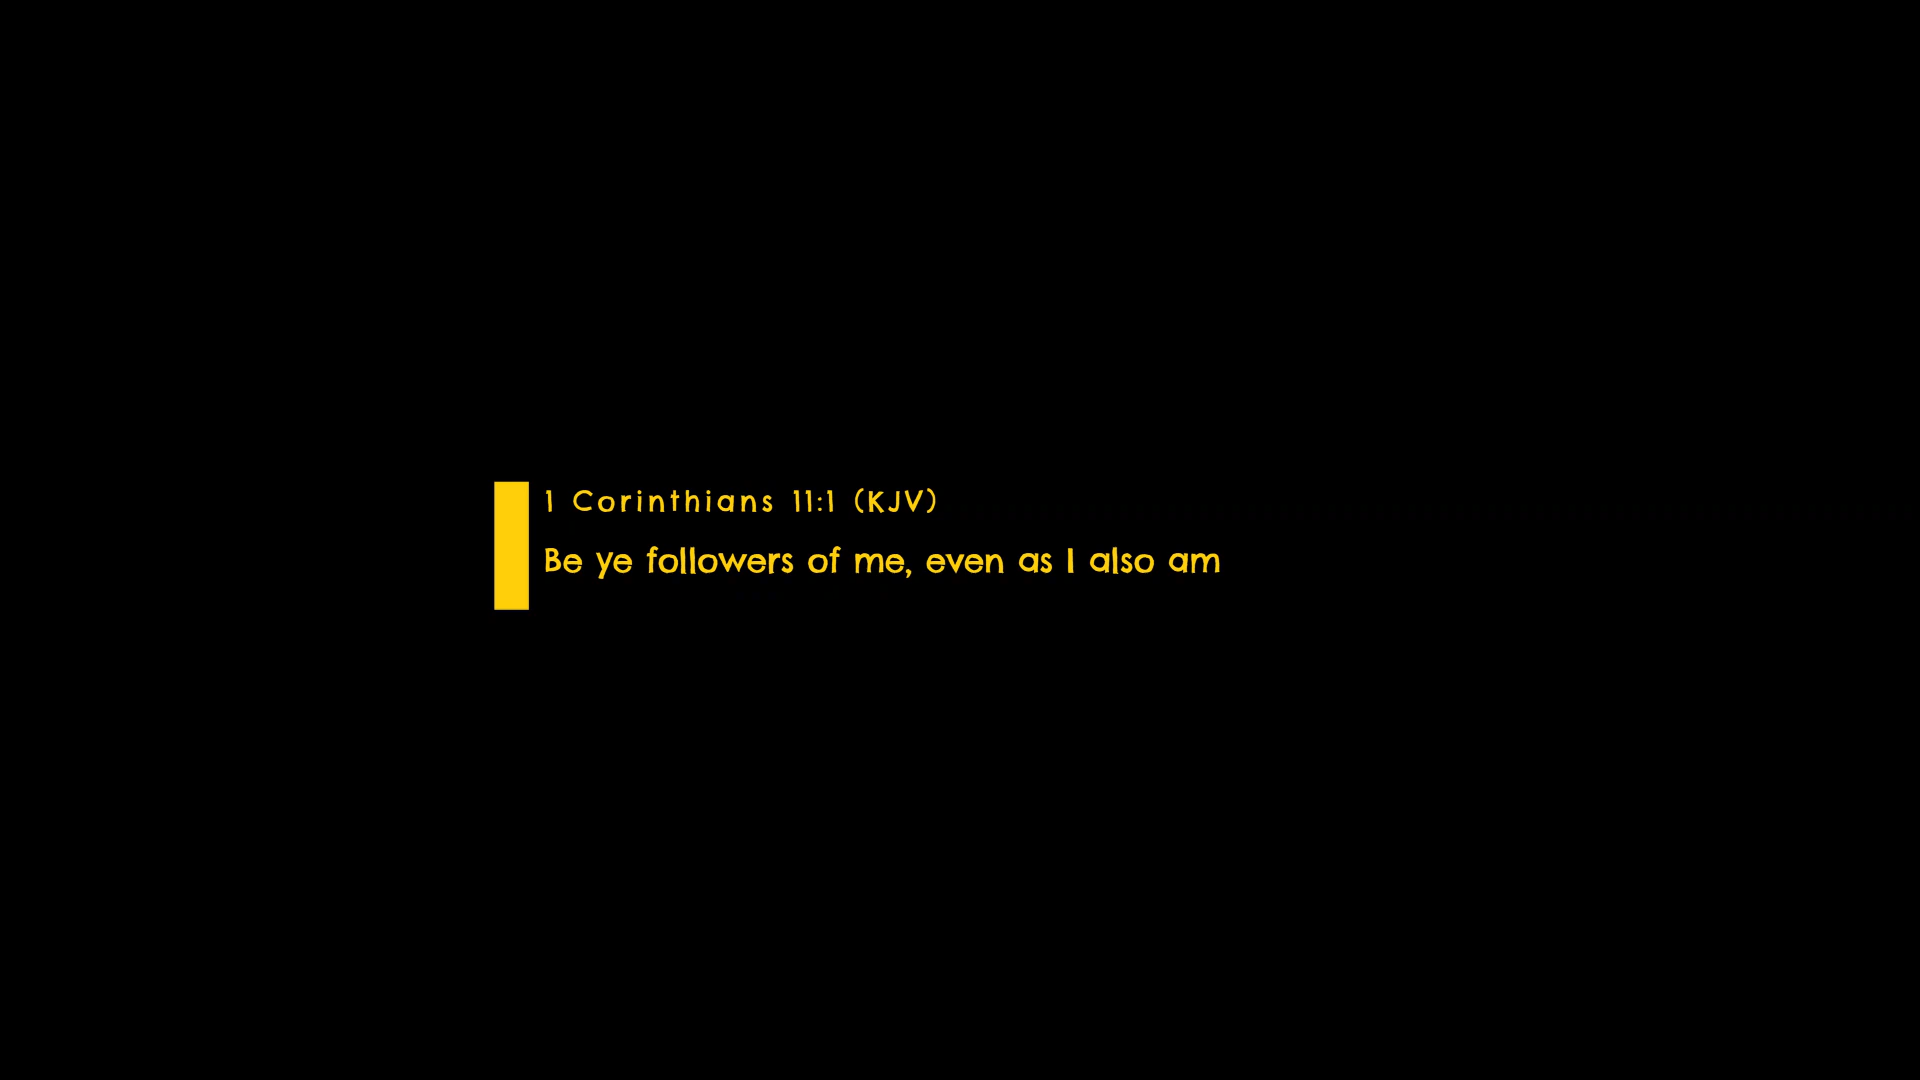 1 Corinthians 11:1 (KJV)
Be ye followers of me, even as I also am